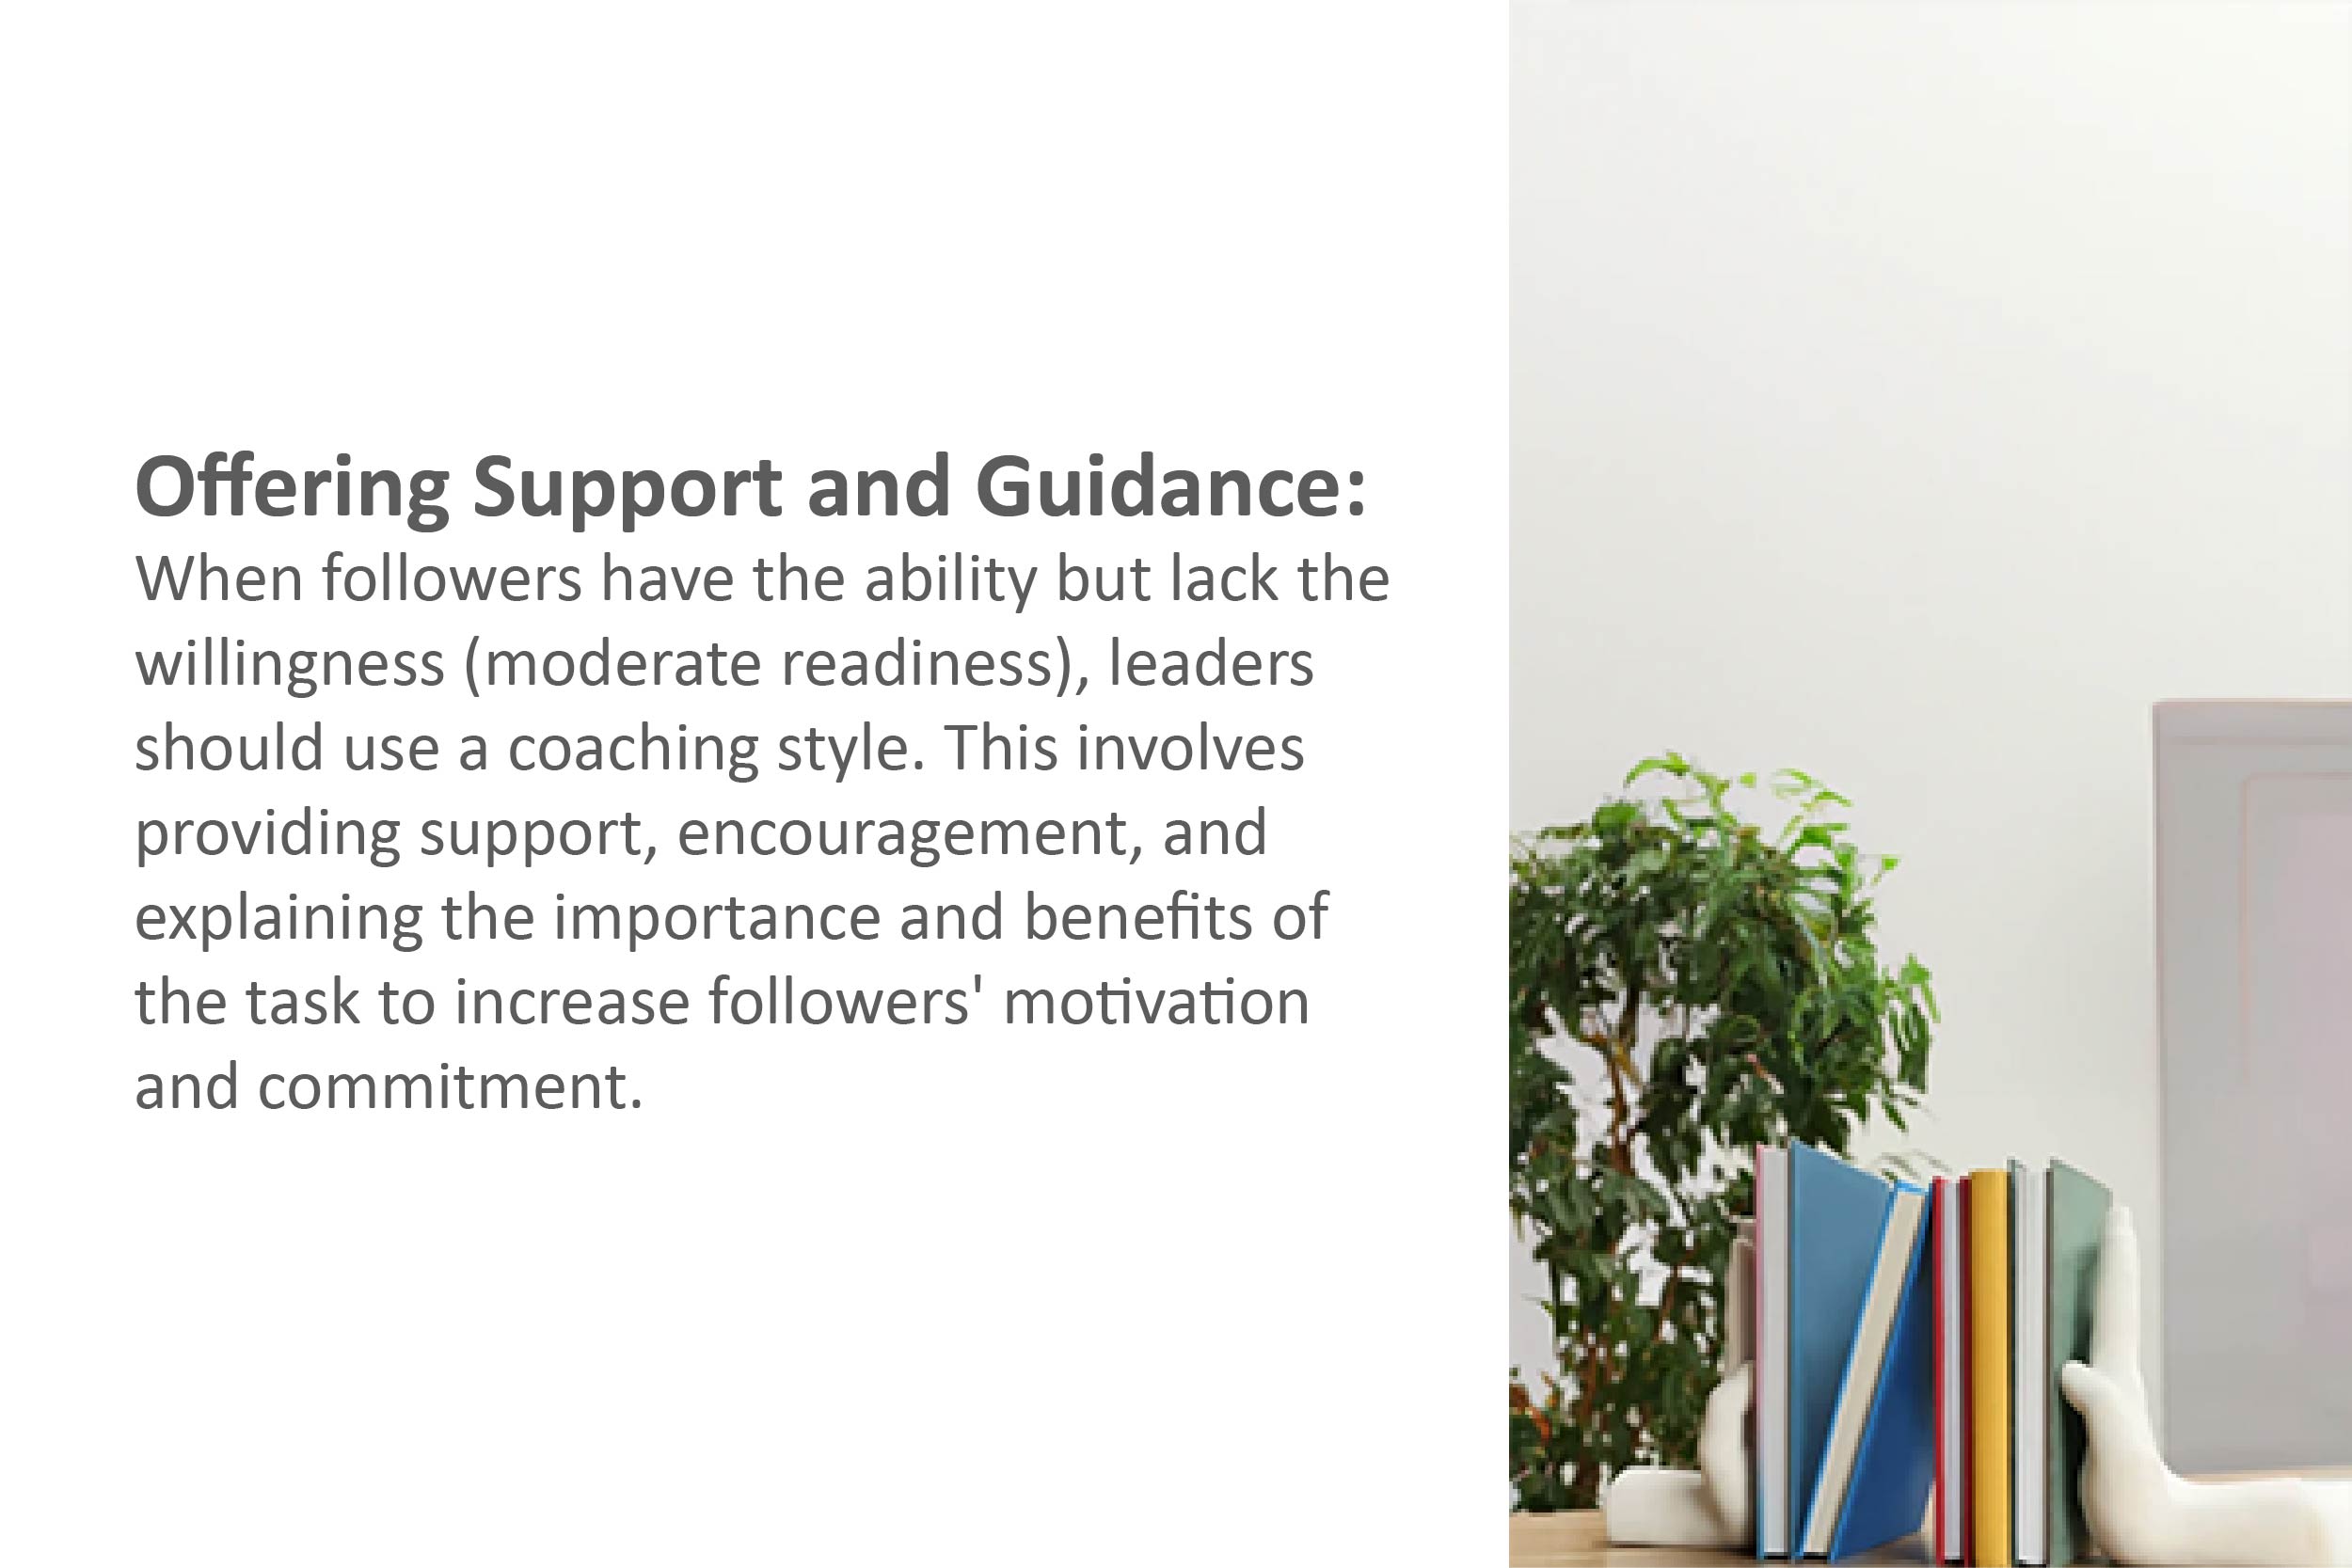 Offering Support and Guidance:
When followers have the ability but lack the
willingness (moderate readiness), leaders
should use a coaching style. This involves
providing support, encouragement, and
explaining the importance and benefits of
the task to increase followers' motivation
and commitment.